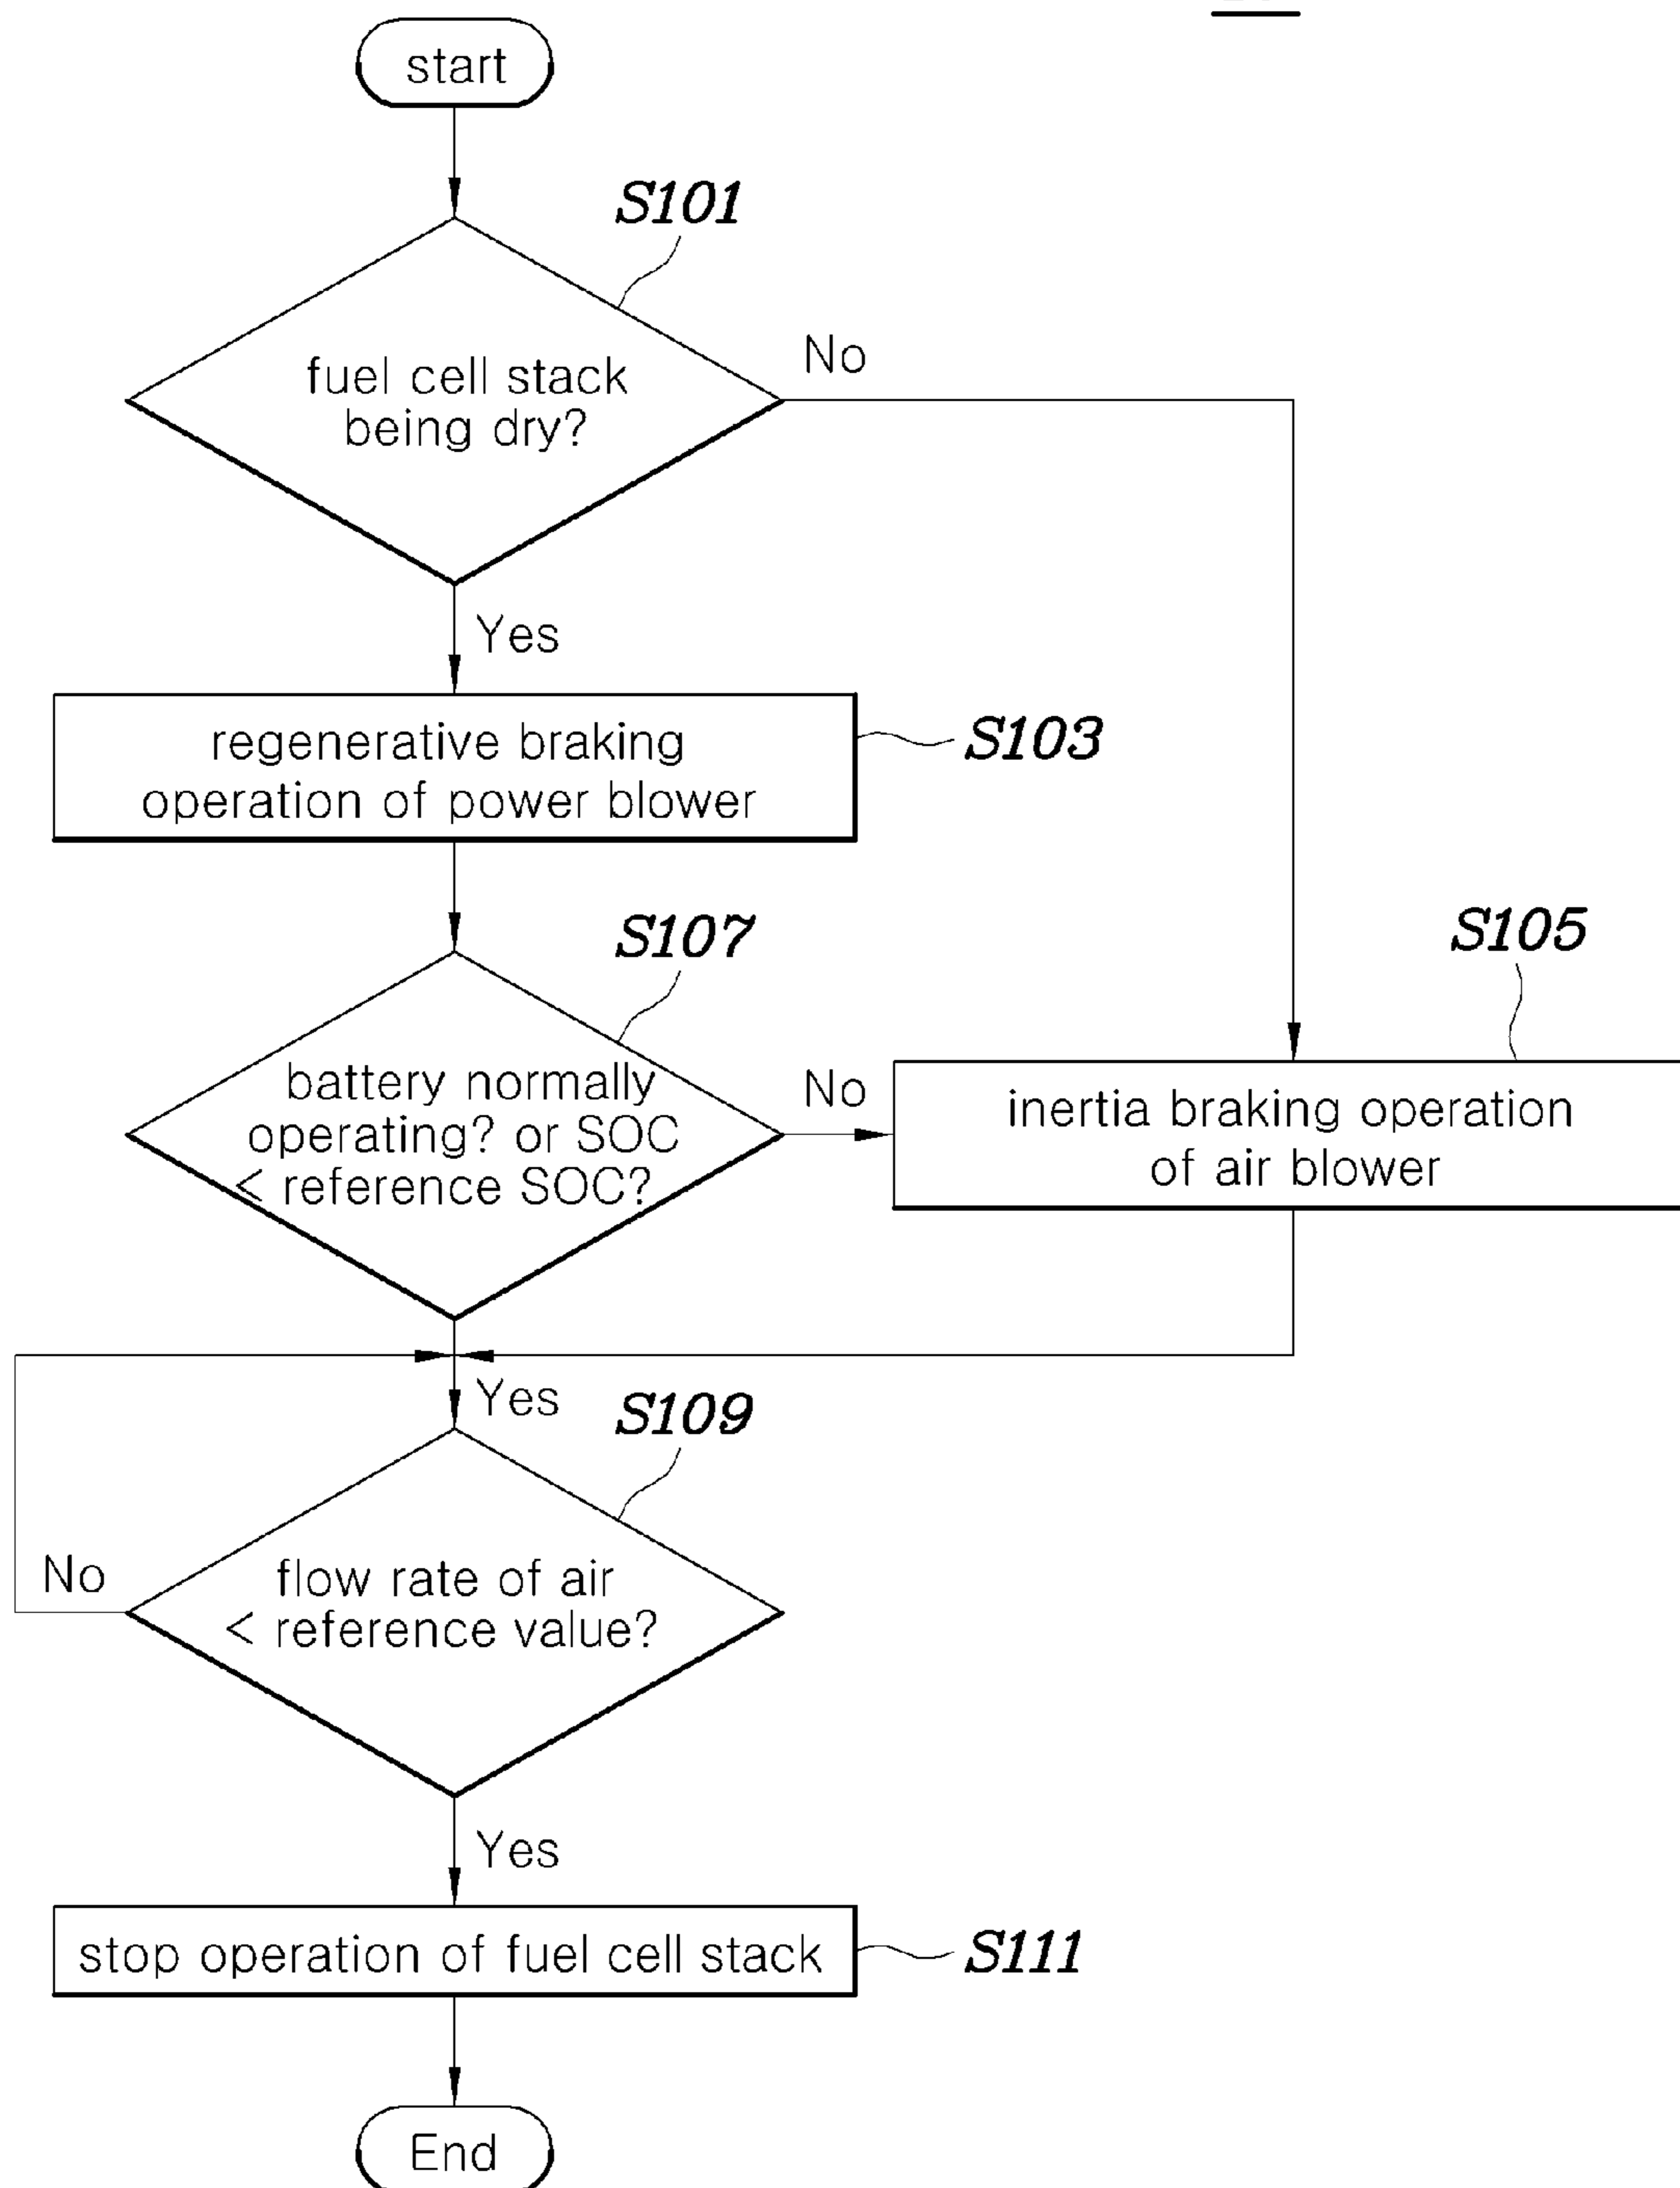 start
S101
fuel cell stack
being dry?
No
Yes
regenerative braking
operation of power blower
S103
S107
battery normally
operating? or SOC
< reference SOC?
No
S105
inertia braking operation
of air blower
Yes
S109
flow rate of air
< reference value?
No
Yes
stop operation of fuel cell stack
S111
End